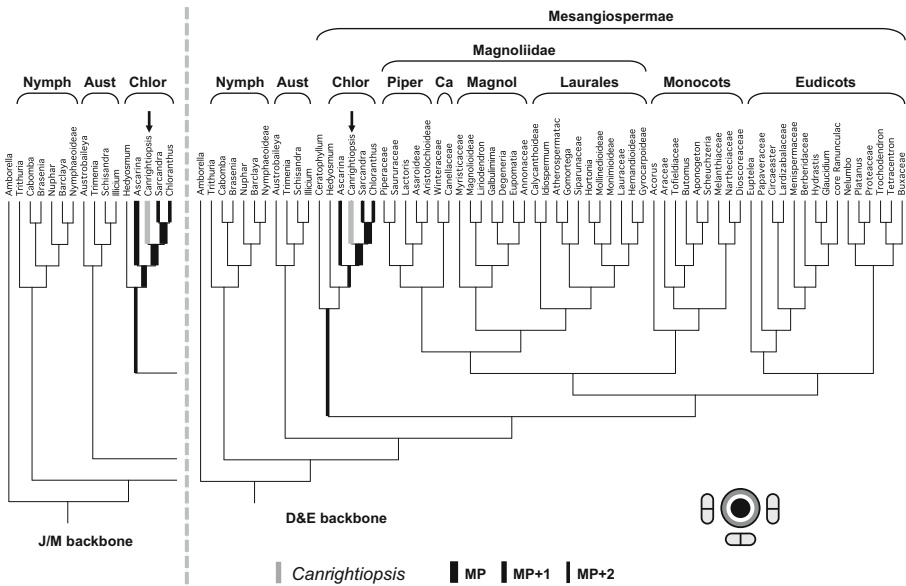 Mesangiospermae
Magnoliidae
Nymph Aust Chlor
Nymph Aust Chlor Piper Ca Magnol Laurales Monocots Eudicots
Amborella
Trithuria
Cabomba
Brasenia
Nuphar
Barclaya
Nymphaeoideae
Austrobaileya
Trimenia
Schisandra
Illicium
Hedyosmum
Ascarina
Canrightiopsis
Sarcandra
Chloranthus
Amborella
Trithuria
Cabomba
Brasenia
Nuphar
Barclaya
Nymphaeoideae
Austrobaileya
Trimenia
Schisandra
Illicium
Ceratophyllum
Hedyosmum
Ascarina
Canrightiopsis
Sarcandra
Chloranthus
Piperaceae
Saururaceae
Lactoris
Asaroideae
Aristolochioideae
Winteraceae
Canellaceae
Myristicaceae
Magnolioideae
Liriodendron
Galbulimima
Degeneria
Eupomatia
Annonaceae
Calycanthoideae
Idiospermum
Atherospermatac
Gomortega
Siparunaceae
Hortonia
Mollinedioideae
Monimioideae
Lauraceae
Hernandioideae
Gyrocarpoideae
Acorus
Araceae
Tofieldiaceae
Butomus
Aponogeton
Scheuchzeria
Melanthiaceae
Nartheciaceae
Dioscoreaceae
Euptelea
Papaveraceae
Circaeaster
Lardizabalaceae
Menispermaceae
Berberidaceae
Hydrastis
Glaucidium
core Ranunculac
Nelumbo
Platanus
Proteaceae
Trochodendron
Tetracentron
Buxaceae
J/M backbone
D&E backbone
Canrightiopsis MP MP+1 MP+2